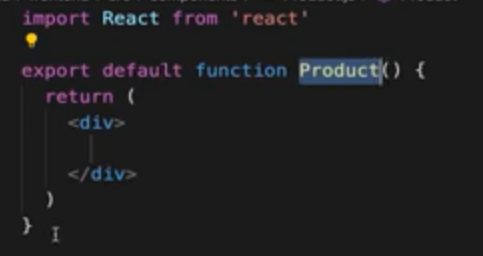 import React from 'react'
export default function Product() {
return (
<div>
</div>
)
}